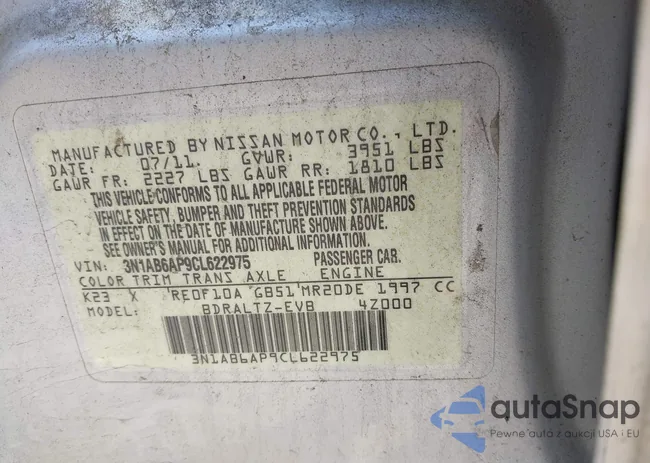 MANUFACTURED BY NISSAN MOTOR CO., LTD.
DATE: 07/11. GVWR: 3951 LBS
GAWR FR: 2227 LBS GAWR RR: 1810 LBS
THIS VEHICLE CONFORMS TO ALL APPLICABLE FEDERAL MOTOR
VEHICLE SAFETY, BUMPER AND THEFT PREVENTION STANDARDS
IN EFFECT ON THE DATE OF MANUFACTURE SHOWN ABOVE.
SEE OWNER'S MANUAL FOR ADDITIONAL INFORMATION.
VIN: 3N1AB6AP9CL622975 PASSENGER CAR.
COLOR TRIM TRANS AXLE ENGINE
K23 X RE0F10A GB51 MR20DE 1997 CC
MODEL: BDRALTZ-EVB 4Z000
3N1AB6AP9CL622975
autaSnap
Pewne auta z aukcji USA i EU